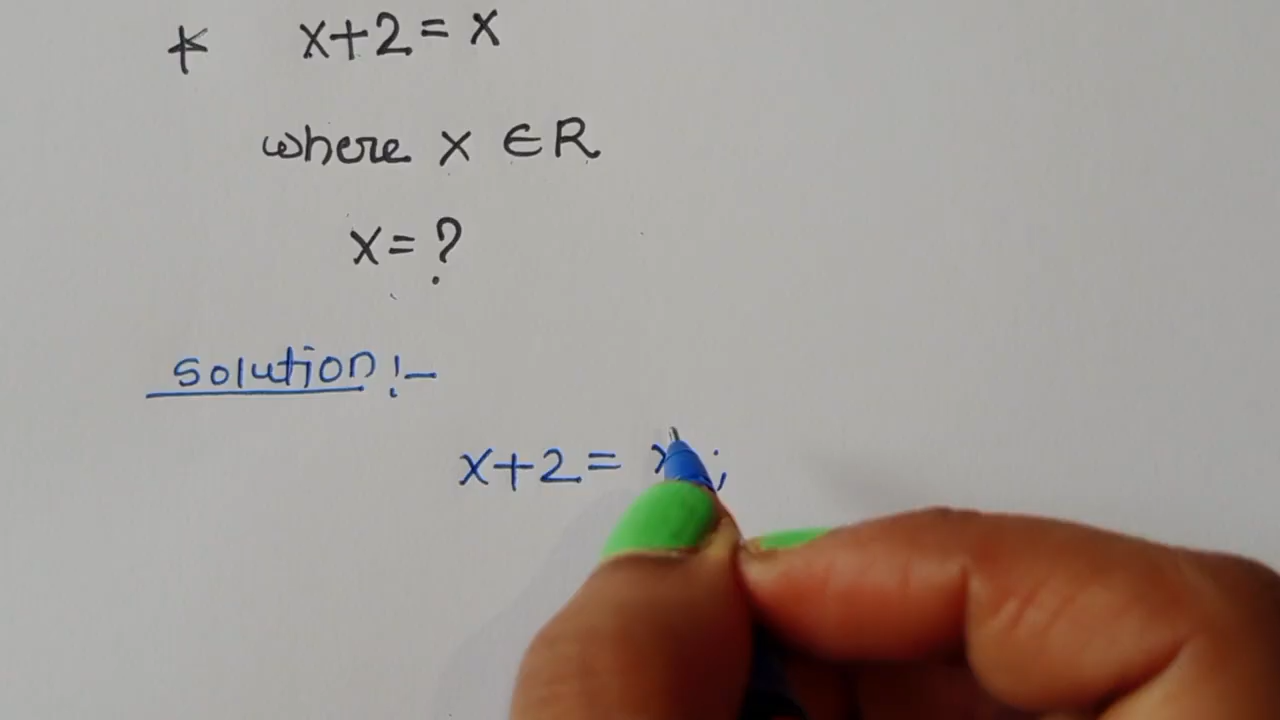 * x+2=x
where x ∈R
x=?
Solution:-
x+2= x;